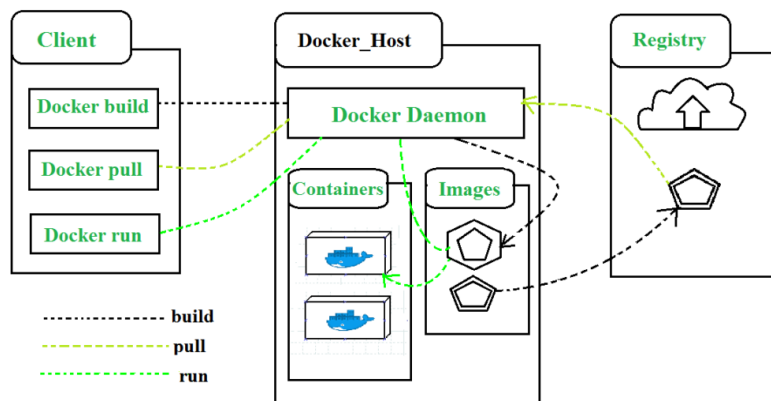 Client
Docker_Host
Registry
Docker build
Docker Daemon
Docker pull
Containers
Images
Docker run
build
pull
run